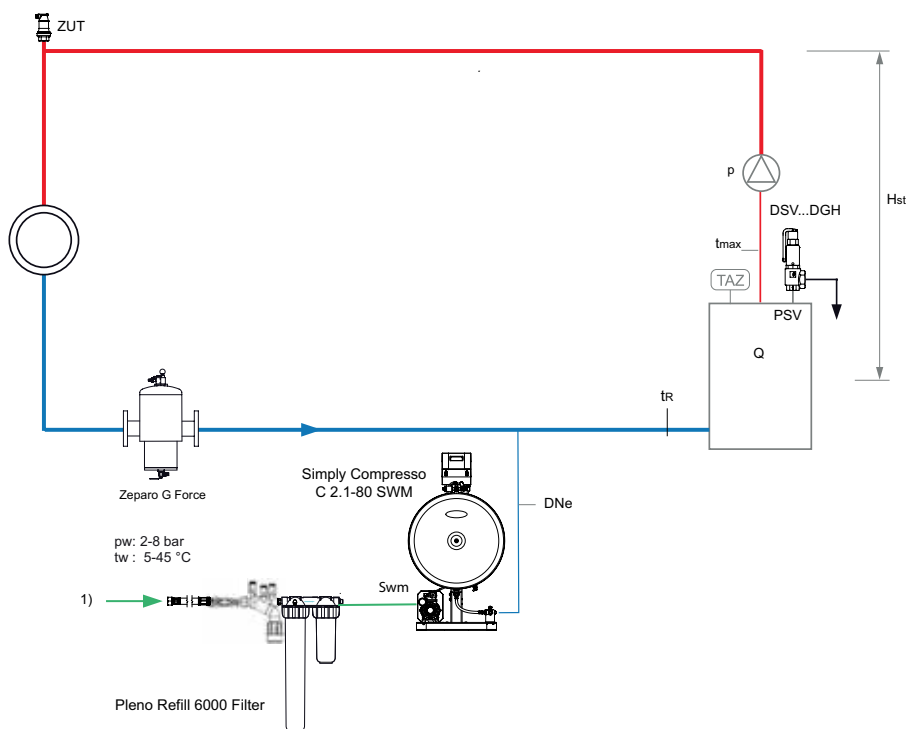 ZUT
p
Hst
DSV...DGH
tmax
TAZ
PSV
Q
tR
Zeparo G Force
Simply Compresso
C 2.1-80 SWM
DNe
pw: 2-8 bar
tw : 5-45 °C
Swm
1)
Pleno Refill 6000 Filter